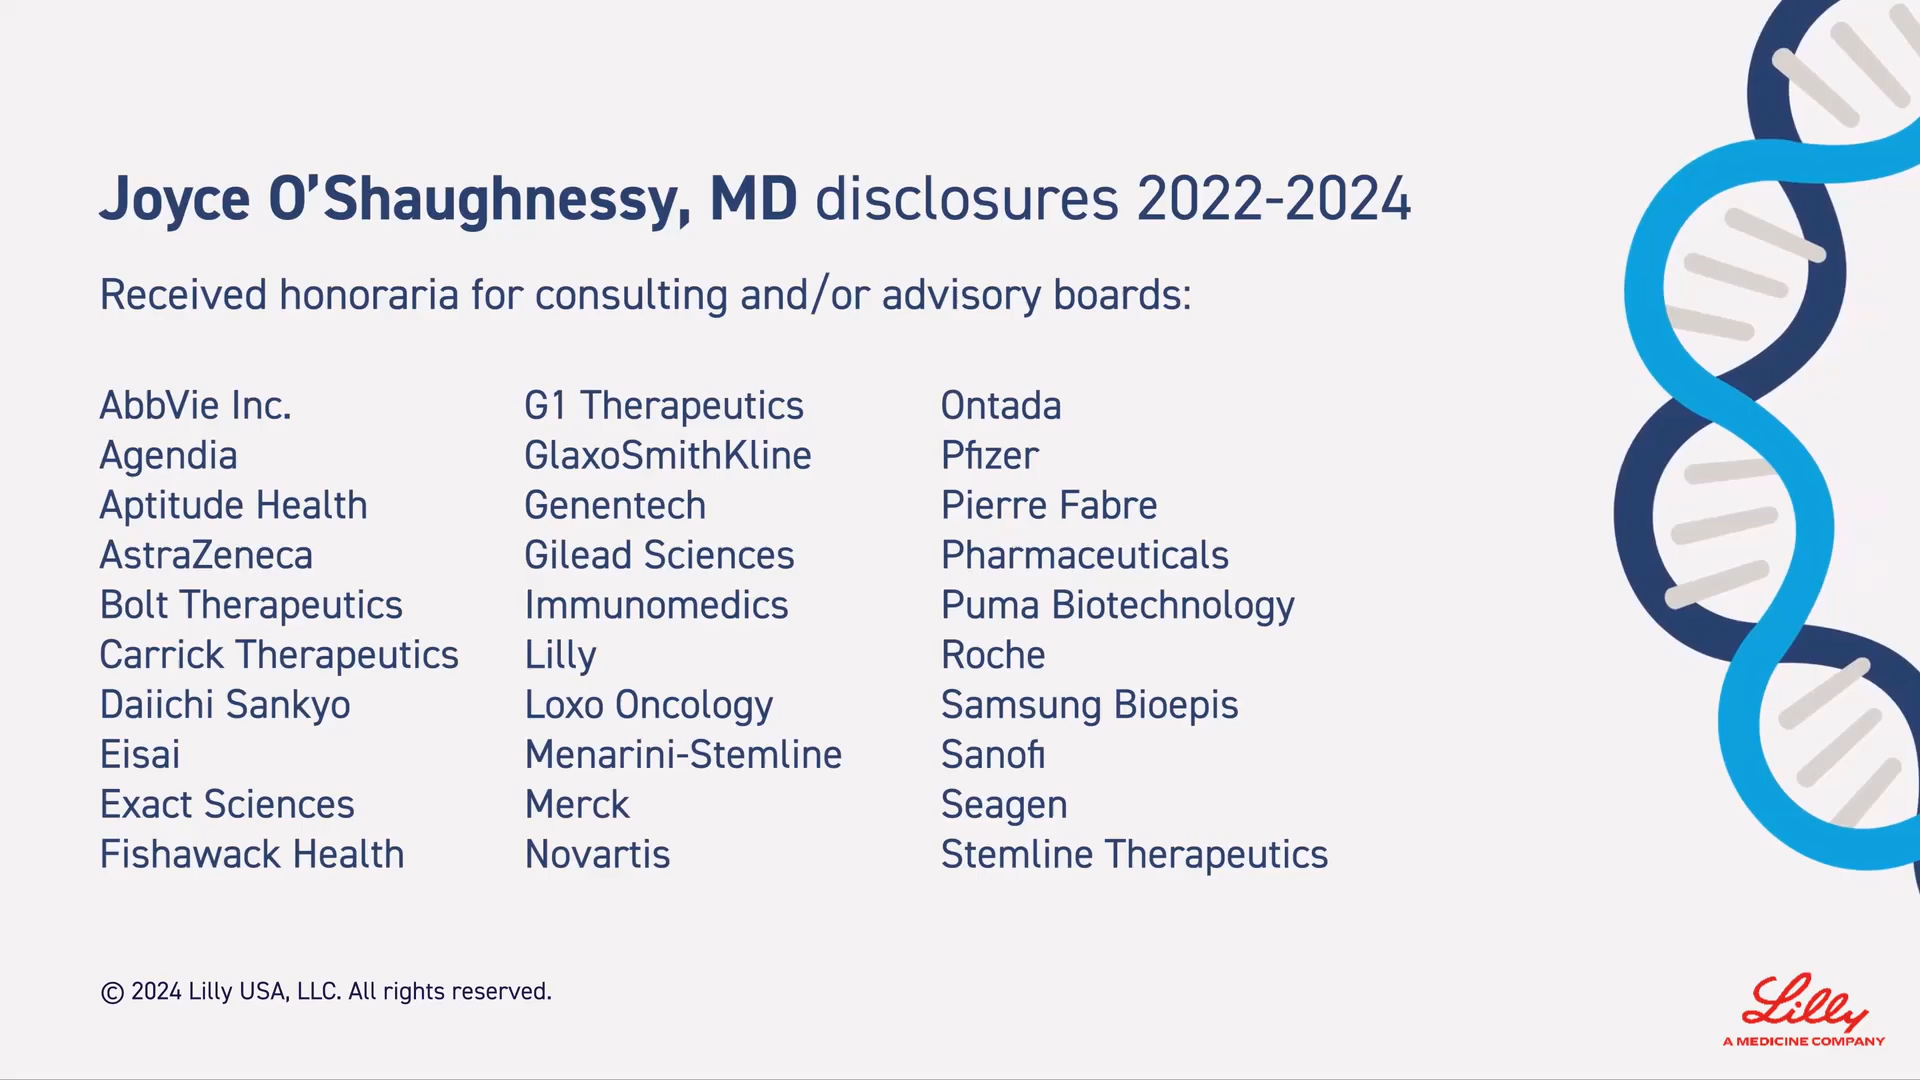 Joyce O'Shaughnessy, MD disclosures 2022-2024
Received honoraria for consulting and/or advisory boards:
AbbVie Inc.
Agendia
Aptitude Health
AstraZeneca
Bolt Therapeutics
Carrick Therapeutics
Daiichi Sankyo
Eisai
Exact Sciences
Fishawack Health
G1 Therapeutics
GlaxoSmithKline
Genentech
Gilead Sciences
Immunomedics
Lilly
Loxo Oncology
Menarini-Stemline
Merck
Novartis
Ontada
Pfizer
Pierre Fabre
Pharmaceuticals
Puma Biotechnology
Roche
Samsung Bioepis
Sanofi
Seagen
Stemline Therapeutics
© 2024 Lilly USA, LLC. All rights reserved.
Lilly
A MEDICINE COMPANY